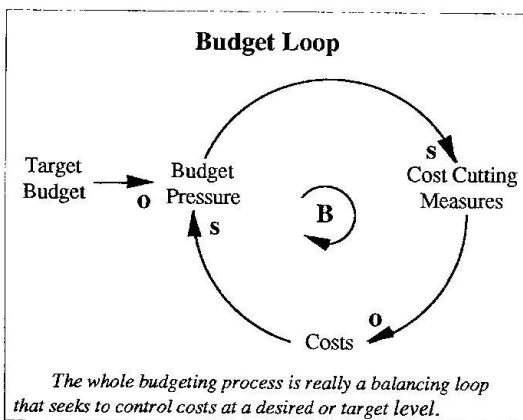 Budget Loop
Target
Budget
o
Budget
Pressure
s
s
Cost Cutting
Measures
B
o
Costs
The whole budgeting process is really a balancing loop
that seeks to control costs at a desired or target level.